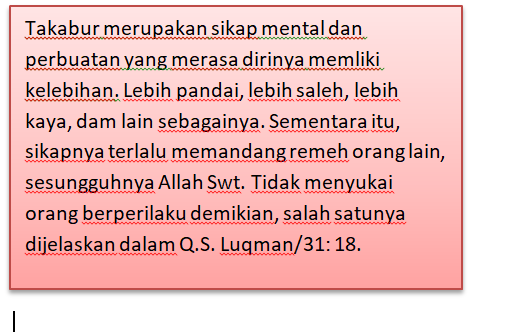 Takabur merupakan sikap mental dan
perbuatan yang merasa dirinya memliki
kelebihan. Lebih pandai, lebih saleh, lebih
kaya, dam lain sebagainya. Sementara itu,
sikapnya terlalu memandang remeh orang lain,
sesungguhnya Allah Swt. Tidak menyukai
orang berperilaku demikian, salah satunya
dijelaskan dalam Q.S. Luqman/31: 18.